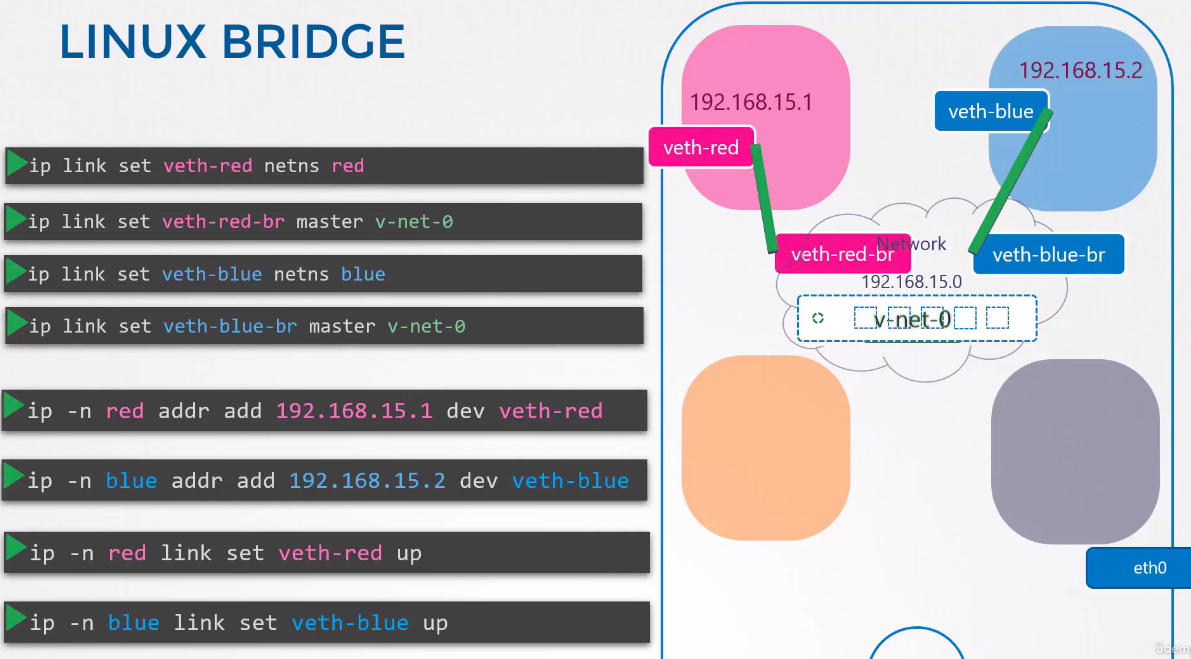 LINUX BRIDGE
ip link set veth-red netns red
ip link set veth-red-br master v-net-0
ip link set veth-blue netns blue
ip link set veth-blue-br master v-net-0
ip -n red addr add 192.168.15.1 dev veth-red
ip -n blue addr add 192.168.15.2 dev veth-blue
ip -n red link set veth-red up
ip -n blue link set veth-blue up
192.168.15.1
veth-red
192.168.15.2
veth-blue
Network
veth-red-br
veth-blue-br
192.168.15.0
v-net-0
eth0